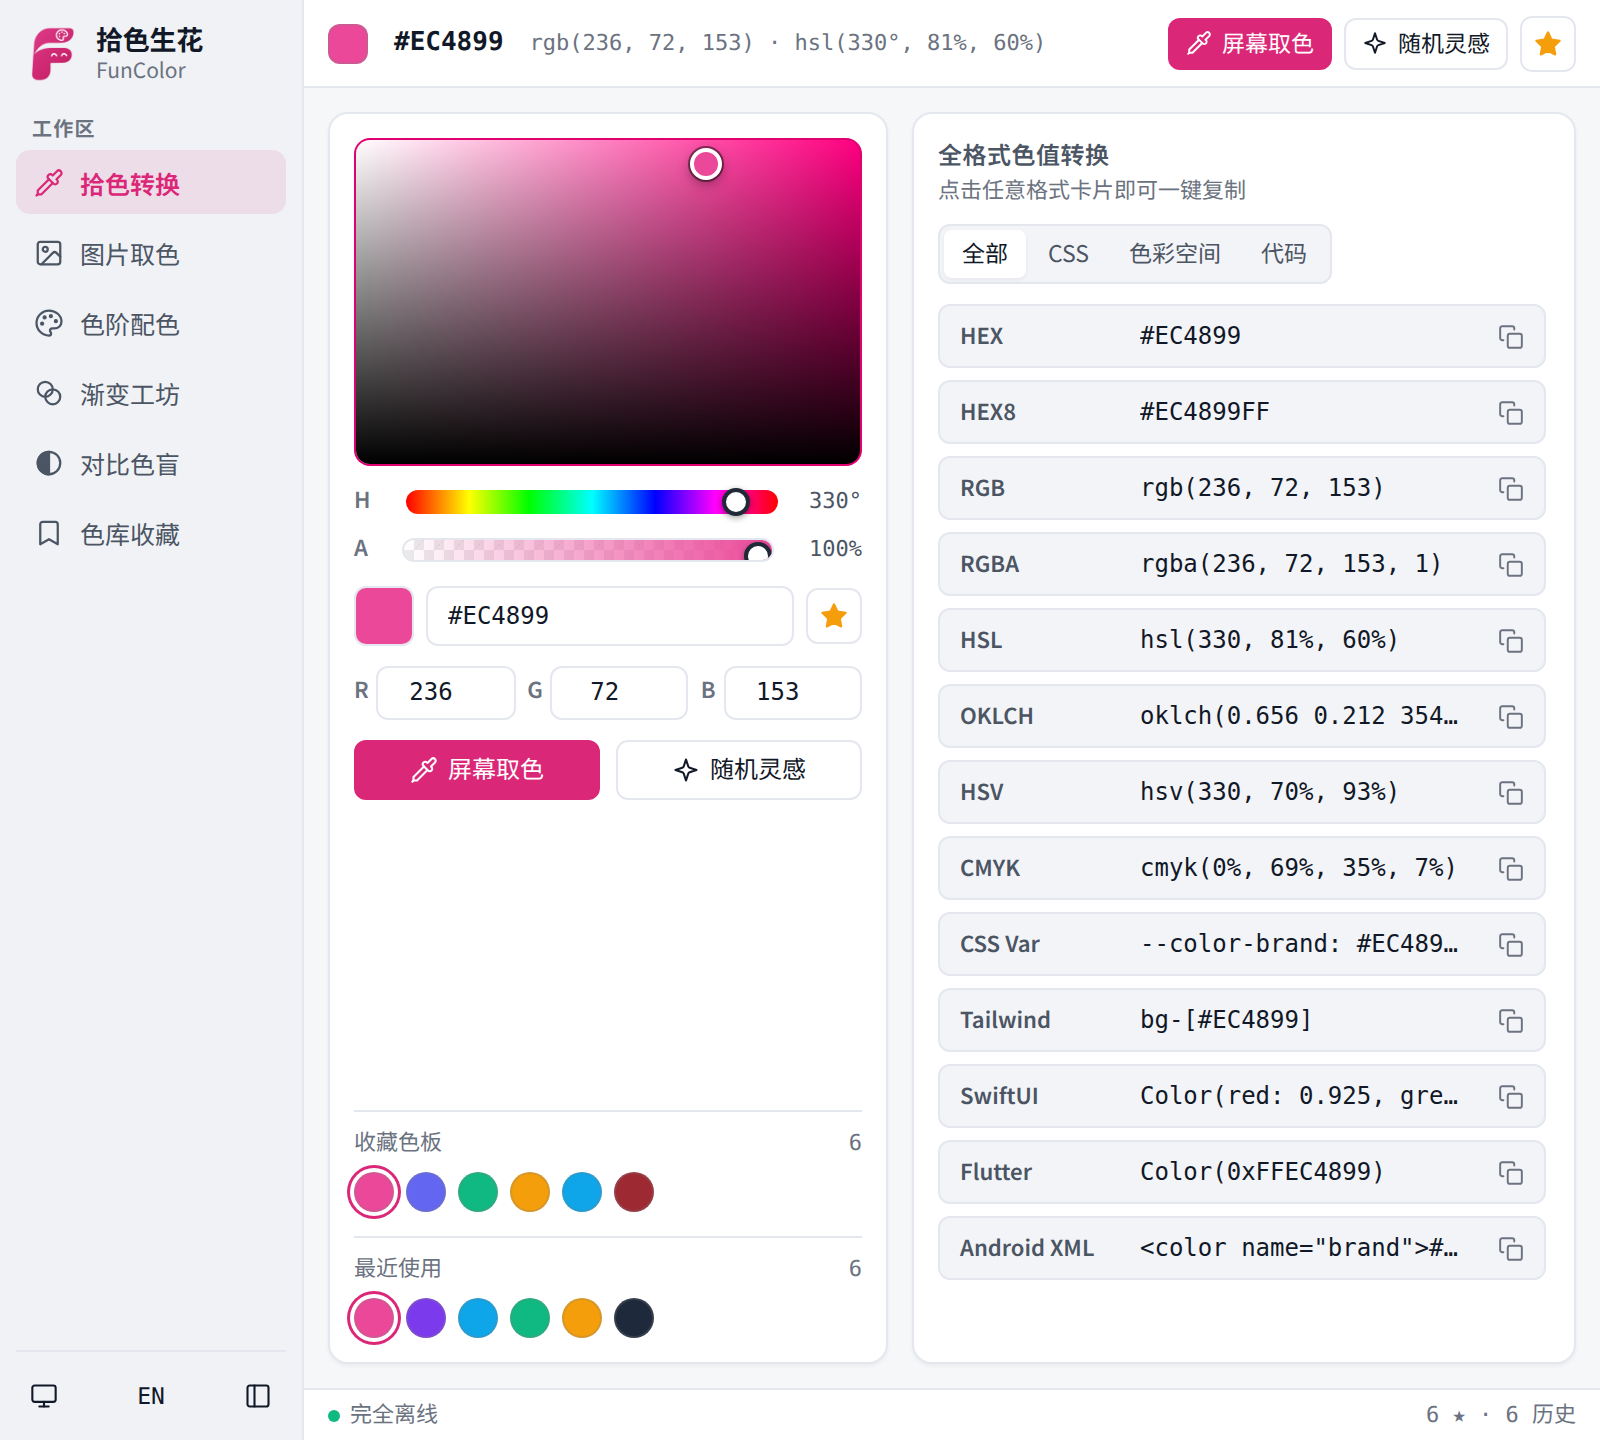 拾色生花
FunColor
工作区
拾色转换
图片取色
色阶配色
渐变工坊
对比色盲
色库收藏
EN
#EC4899 rgb(236, 72, 153) · hsl(330°, 81%, 60%)
屏幕取色
随机灵感
H 330°
A 100%
#EC4899
R 236 G 72 B 153
屏幕取色
随机灵感
收藏色板 6
最近使用 6
全格式色值转换
点击任意格式卡片即可一键复制
全部 CSS 色彩空间 代码
HEX #EC4899
HEX8 #EC4899FF
RGB rgb(236, 72, 153)
RGBA rgba(236, 72, 153, 1)
HSL hsl(330, 81%, 60%)
OKLCH oklch(0.656 0.212 354…
HSV hsv(330, 70%, 93%)
CMYK cmyk(0%, 69%, 35%, 7%)
CSS Var --color-brand: #EC489…
Tailwind bg-[#EC4899]
SwiftUI Color(red: 0.925, gre…
Flutter Color(0xFFEC4899)
Android XML <color name="brand">#…
完全离线
6 ★ · 6 历史